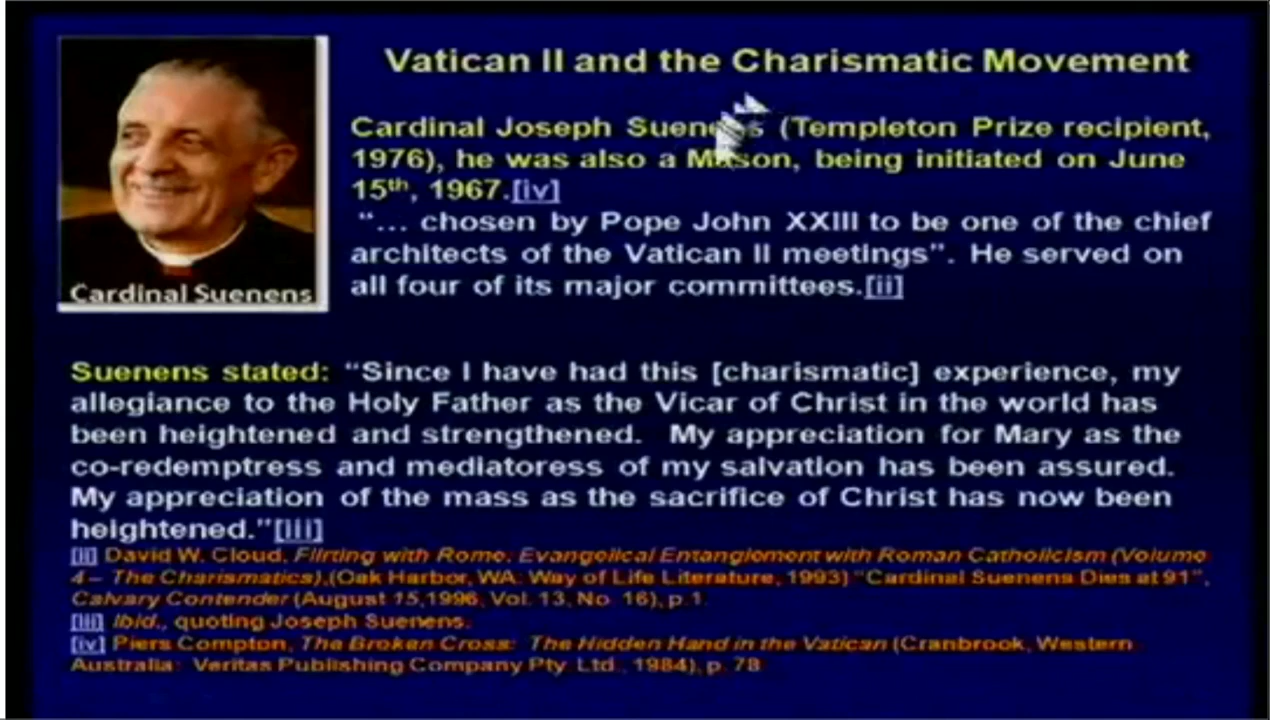 Vatican II and the Charismatic Movement
Cardinal Joseph Suenens (Templeton Prize recipient,
1976), he was also a Mason, being initiated on June
15th, 1967.[iv]
"... chosen by Pope John XXIII to be one of the chief
architects of the Vatican II meetings". He served on
all four of its major committees.[ii]
Cardinal Suenens
Suenens stated: "Since I have had this [charismatic] experience, my
allegiance to the Holy Father as the Vicar of Christ in the world has
been heightened and strengthened. My appreciation for Mary as the
co-redemptress and mediatoress of my salvation has been assured.
My appreciation of the mass as the sacrifice of Christ has now been
heightened."[iii]
[ii] David W. Cloud. Flirting with Rome. Evangelical Entanglement with Roman Catholicism (Volume
4 – The Charismatics),(Oak Harbor, WA: Way of Life Literature, 1993) "Cardinal Suenens Dies at 91",
Calvary Contender (August 15,1996, Vol. 13, No. 16), p.1.
[iii] Ibid., quoting Joseph Suenens.
[iv] Piers Compton, The Broken Cross: The Hidden Hand in the Vatican (Cranbrook, Western
Australia: Veritas Publishing Company Pty. Ltd., 1984), p. 78